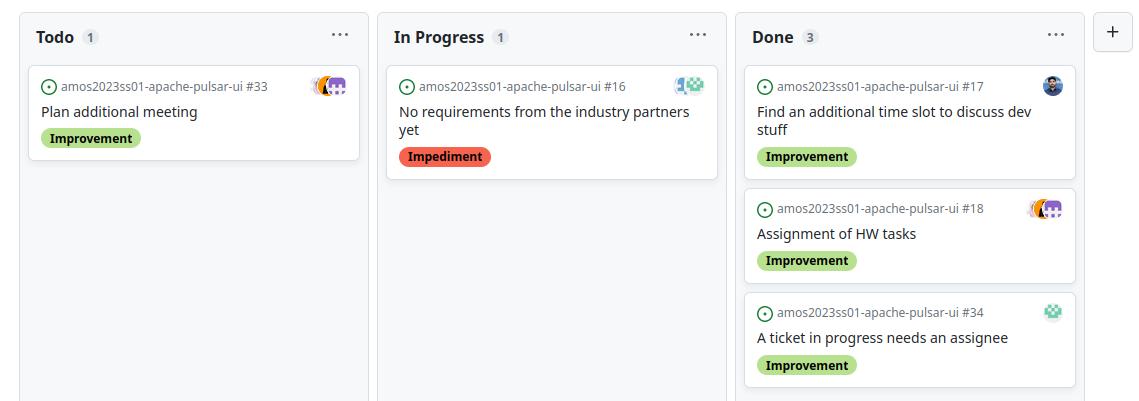 Todo 1
amos2023ss01-apache-pulsar-ui #33
Plan additional meeting
Improvement
In Progress 1
amos2023ss01-apache-pulsar-ui #16
No requirements from the industry partners
yet
Impediment
Done 3
amos2023ss01-apache-pulsar-ui #17
Find an additional time slot to discuss dev
stuff
Improvement
amos2023ss01-apache-pulsar-ui #18
Assignment of HW tasks
Improvement
amos2023ss01-apache-pulsar-ui #34
A ticket in progress needs an assignee
Improvement